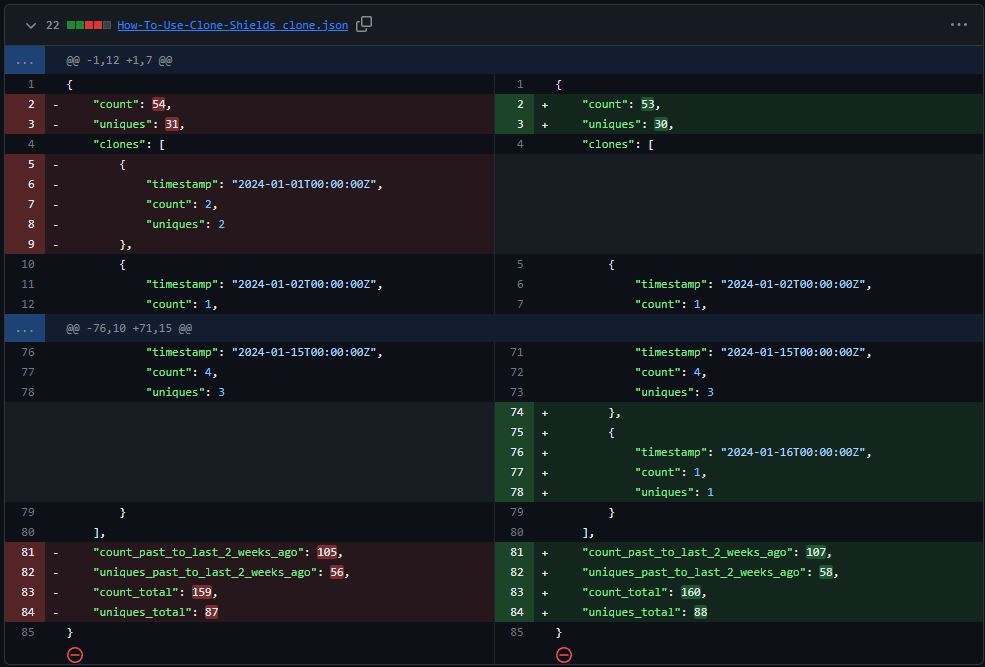 22 How-To-Use-Clone-Shields_clone.json ...
... @@ -1,12 +1,7 @@
1 { 1 {
2 - "count": 54, 2 + "count": 53,
3 - "uniques": 31, 3 + "uniques": 30,
4 "clones": [ 4 "clones": [
5 - {
6 - "timestamp": "2024-01-01T00:00:00Z",
7 - "count": 2,
8 - "uniques": 2
9 - },
10 { 5 {
11 "timestamp": "2024-01-02T00:00:00Z", 6 "timestamp": "2024-01-02T00:00:00Z",
12 "count": 1, 7 "count": 1,
... @@ -76,10 +71,15 @@
76 "timestamp": "2024-01-15T00:00:00Z", 71 "timestamp": "2024-01-15T00:00:00Z",
77 "count": 4, 72 "count": 4,
78 "uniques": 3 73 "uniques": 3
74 + },
75 + {
76 + "timestamp": "2024-01-16T00:00:00Z",
77 + "count": 1,
78 + "uniques": 1
79 } 79 }
80 ], 80 ],
81 - "count_past_to_last_2_weeks_ago": 105, 81 + "count_past_to_last_2_weeks_ago": 107,
82 - "uniques_past_to_last_2_weeks_ago": 56, 82 + "uniques_past_to_last_2_weeks_ago": 58,
83 - "count_total": 159, 83 + "count_total": 160,
84 - "uniques_total": 87 84 + "uniques_total": 88
85 } 85 }